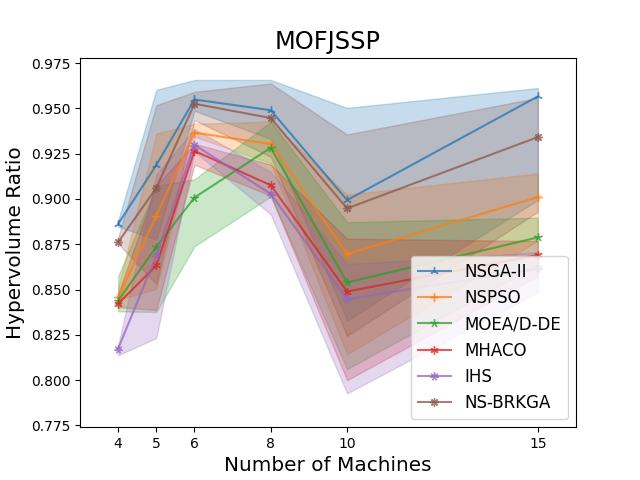 MOFJSSP
Hypervolume Ratio
0.975
0.950
0.925
0.900
0.875
0.850
0.825
0.800
0.775
4 5 6 8 10 15
Number of Machines
NSGA-II
NSPSO
MOEA/D-DE
MHACO
IHS
NS-BRKGA